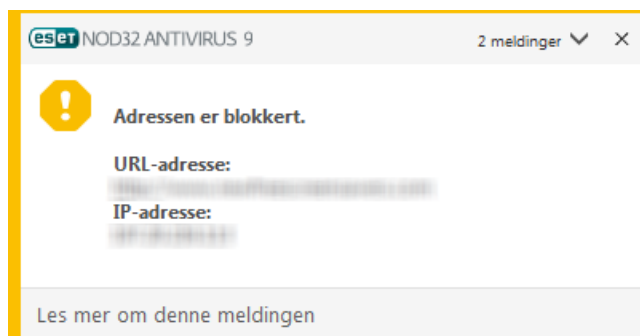 eset NOD32 ANTIVIRUS 9
2 meldinger
Adressen er blokkert.
URL-adresse:
IP-adresse:
Les mer om denne meldingen